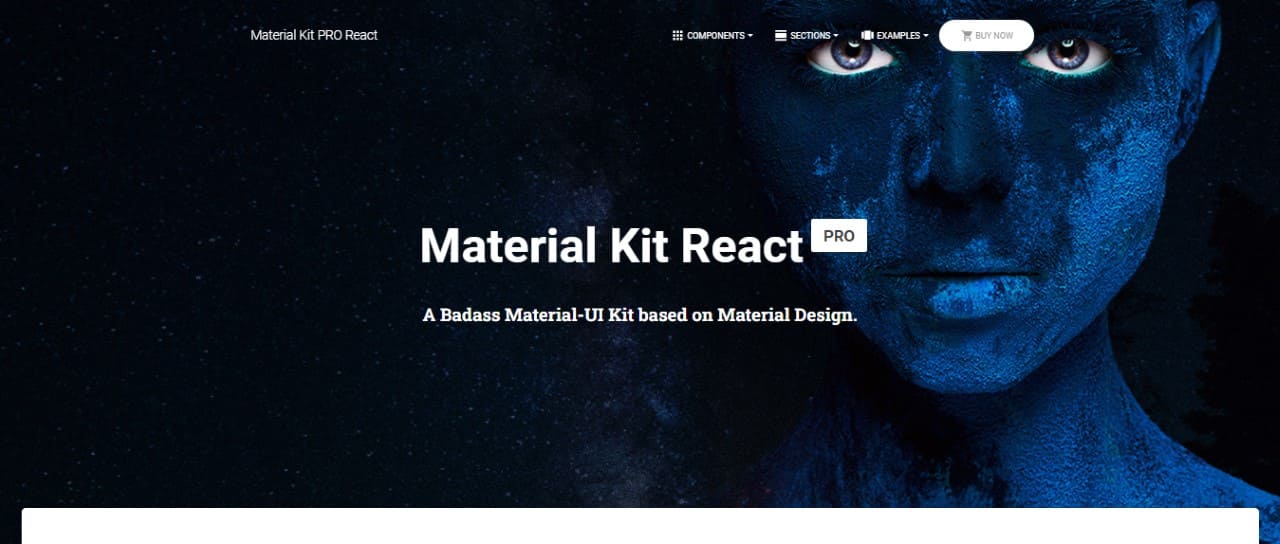 Material Kit PRO React
COMPONENTS
SECTIONS
EXAMPLES
BUY NOW
Material Kit React PRO
A Badass Material-UI Kit based on Material Design.